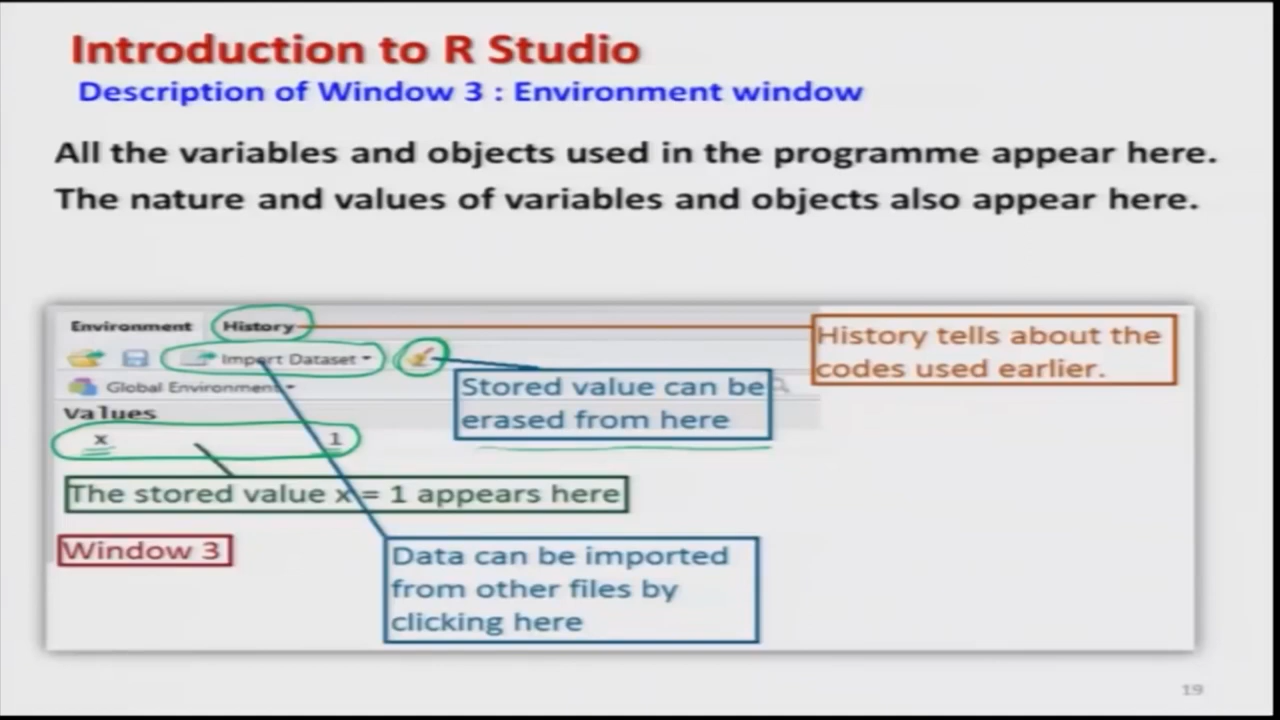 Introduction to R Studio
Description of Window 3 : Environment window
All the variables and objects used in the programme appear here.
The nature and values of variables and objects also appear here.
Environment History
History tells about the
codes used earlier.
Import Dataset
Global Environment
Stored value can be
erased from here
Values
x 1
The stored value x = 1 appears here
Window 3
Data can be imported
from other files by
clicking here
19